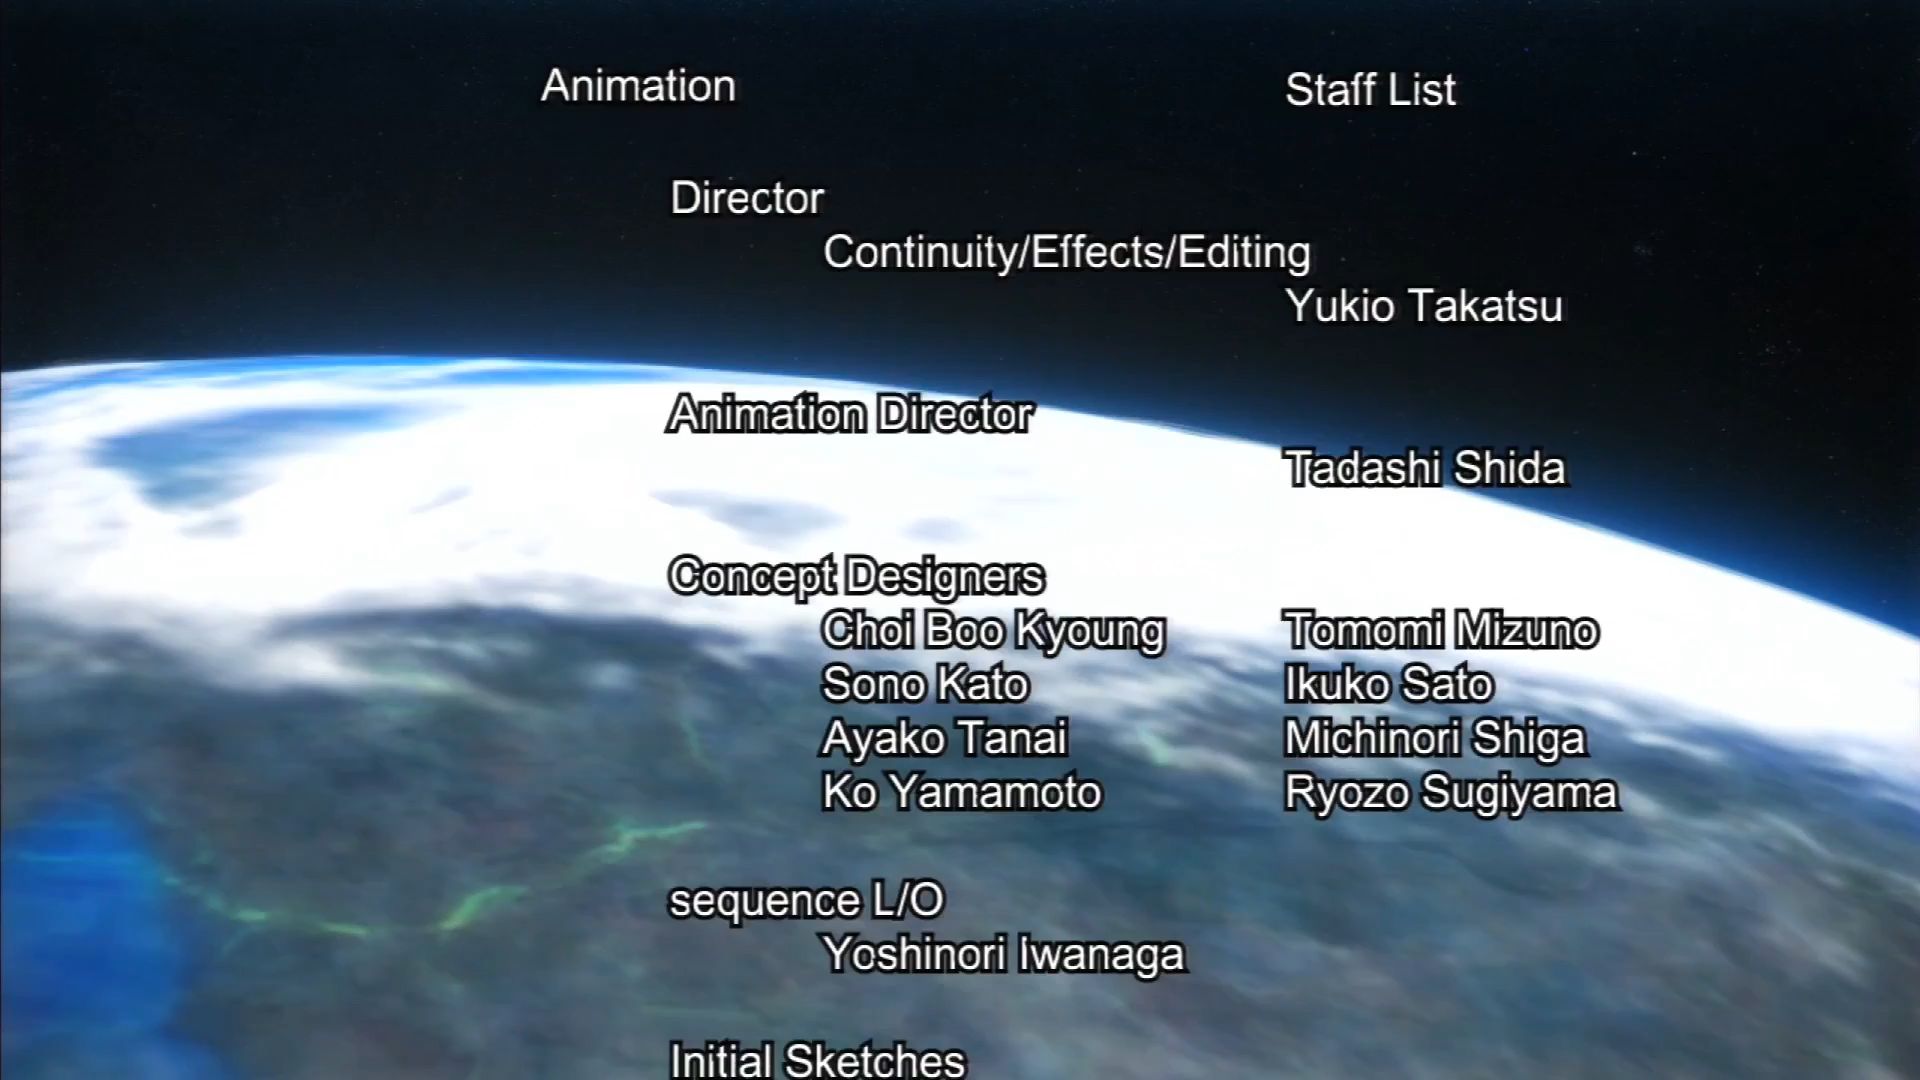 Animation Staff List
Director
Continuity/Effects/Editing
Yukio Takatsu
Animation Director
Tadashi Shida
Concept Designers
Choi Boo Kyoung Tomomi Mizuno
Sono Kato Ikuko Sato
Ayako Tanai Michinori Shiga
Ko Yamamoto Ryozo Sugiyama
sequence L/O
Yoshinori Iwanaga
Initial Sketches